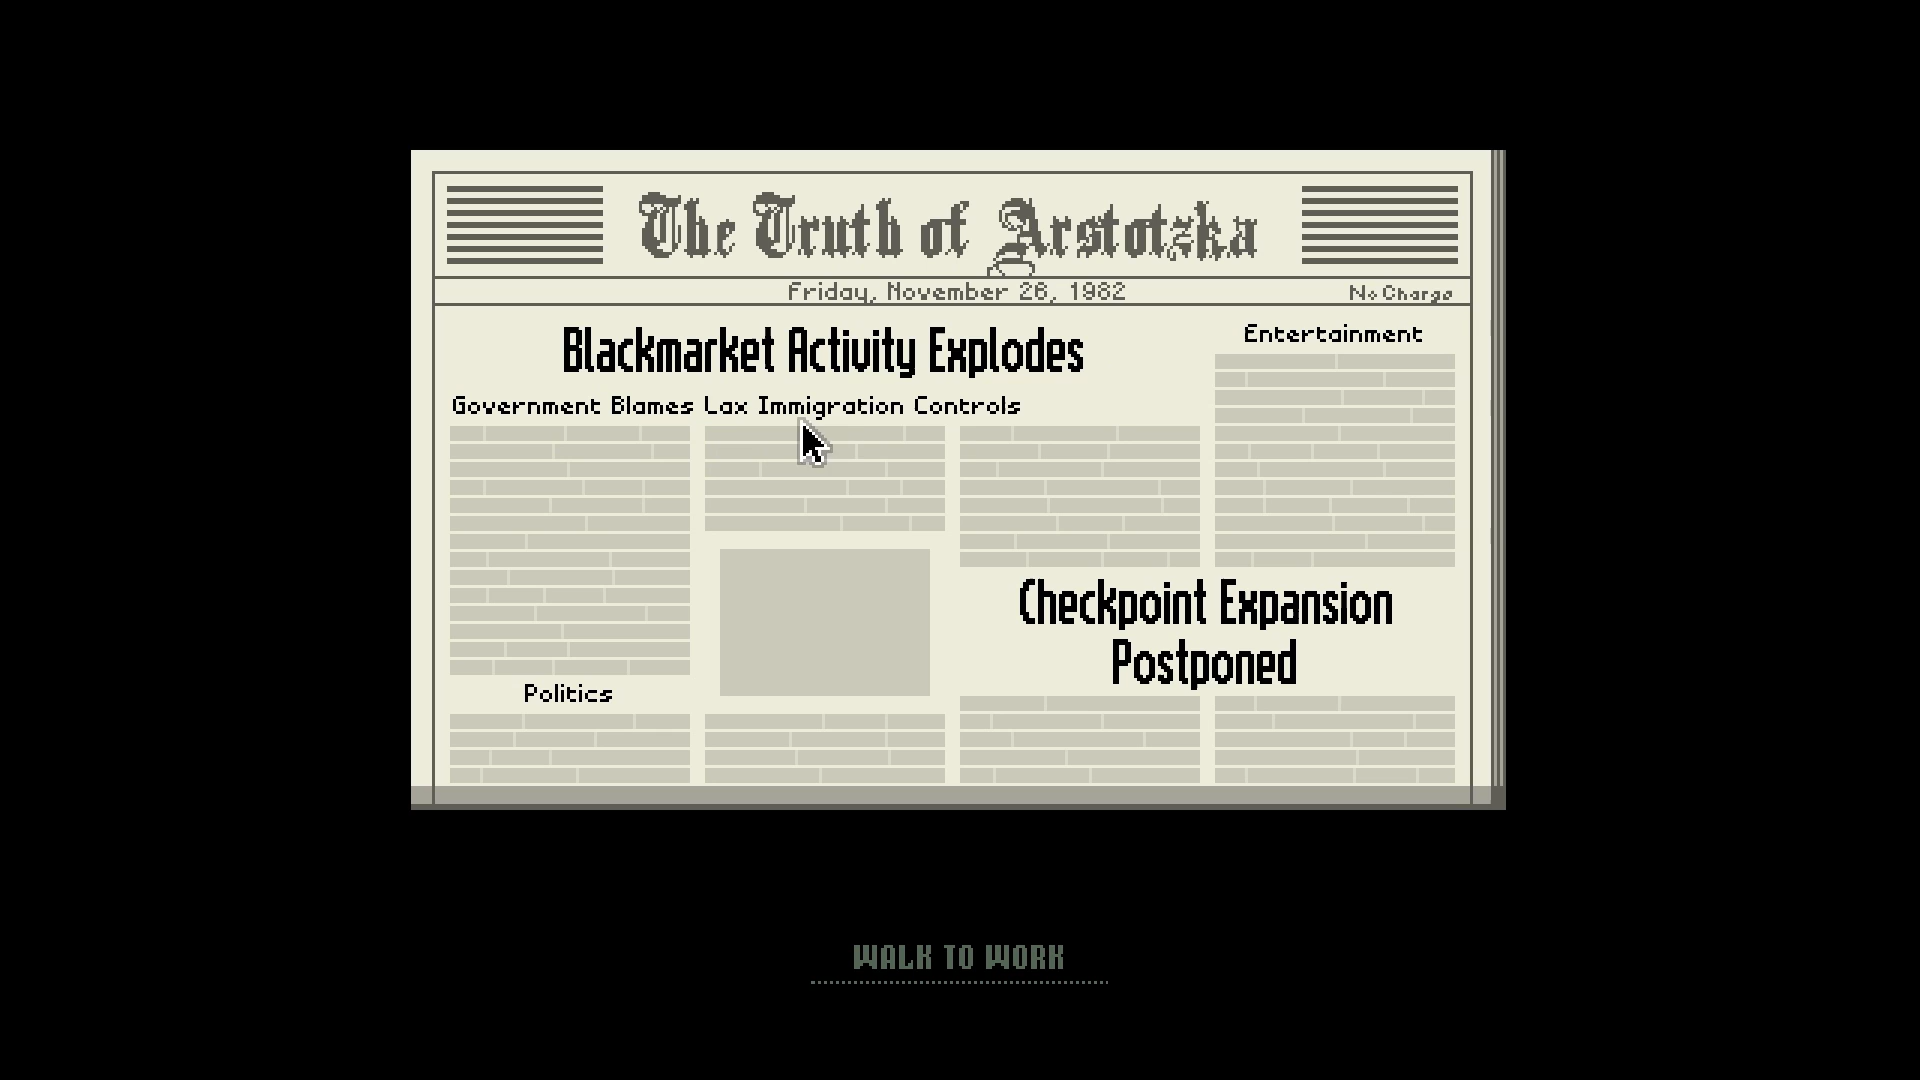 The Truth of Arstotzka
Friday, November 26, 1982
No Charge
Blackmarket Activity Explodes
Government Blames Lax Immigration Controls
Entertainment
Checkpoint Expansion
Postponed
Politics
WALK TO WORK